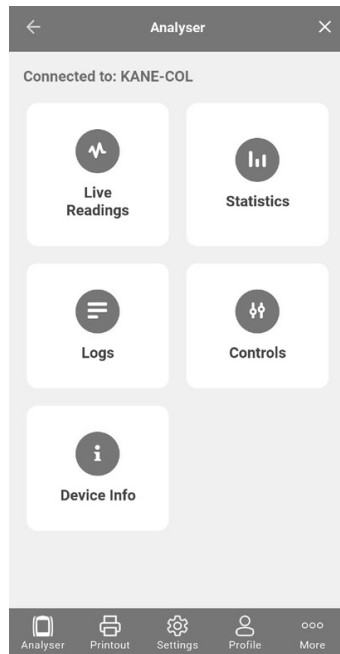 Analyser
Connected to: KANE-COL
Live
Readings
Statistics
Logs
Controls
Device Info
Analyser
Printout
Settings
Profile
More